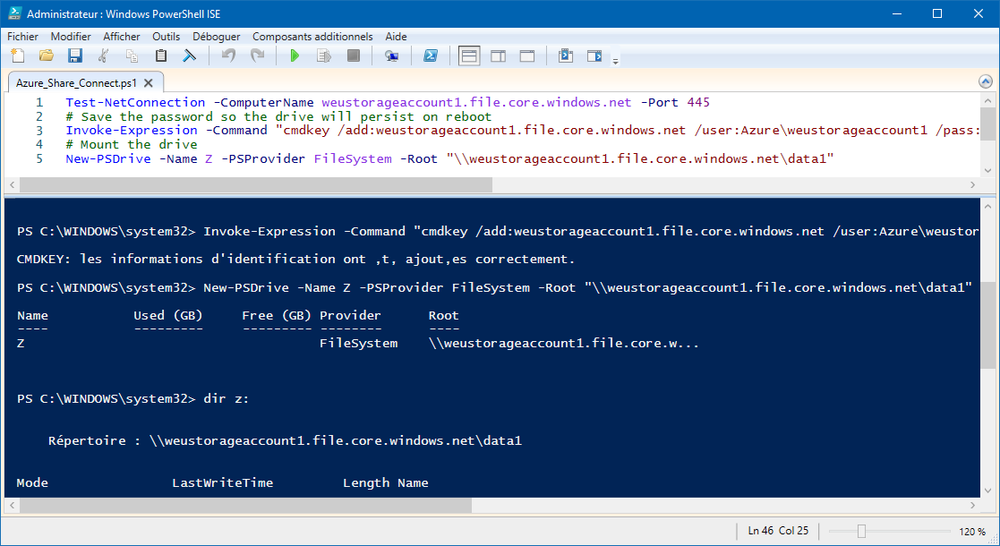 Administrateur : Windows PowerShell ISE
Fichier Modifier Afficher Outils Déboguer Composants additionnels Aide
Azure_Share_Connect.ps1
1 Test-NetConnection -ComputerName weustorageaccount1.file.core.windows.net -Port 445
2 # Save the password so the drive will persist on reboot
3 Invoke-Expression -Command "cmdkey /add:weustorageaccount1.file.core.windows.net /user:Azure\weustorageaccount1 /pass:
4 # Mount the drive
5 New-PSDrive -Name Z -PSProvider FileSystem -Root "\\weustorageaccount1.file.core.windows.net\data1"
PS C:\WINDOWS\system32> Invoke-Expression -Command "cmdkey /add:weustorageaccount1.file.core.windows.net /user:Azure\weustor
CMDKEY: les informations d'identification ont ,t, ajout,es correctement.
PS C:\WINDOWS\system32> New-PSDrive -Name Z -PSProvider FileSystem -Root "\\weustorageaccount1.file.core.windows.net\data1"
Name Used (GB) Free (GB) Provider Root
---- --------- --------- -------- ----
Z FileSystem \\weustorageaccount1.file.core.w...
PS C:\WINDOWS\system32> dir z:
Répertoire : \\weustorageaccount1.file.core.windows.net\data1
Mode LastWriteTime Length Name
Ln 46 Col 25 120 %